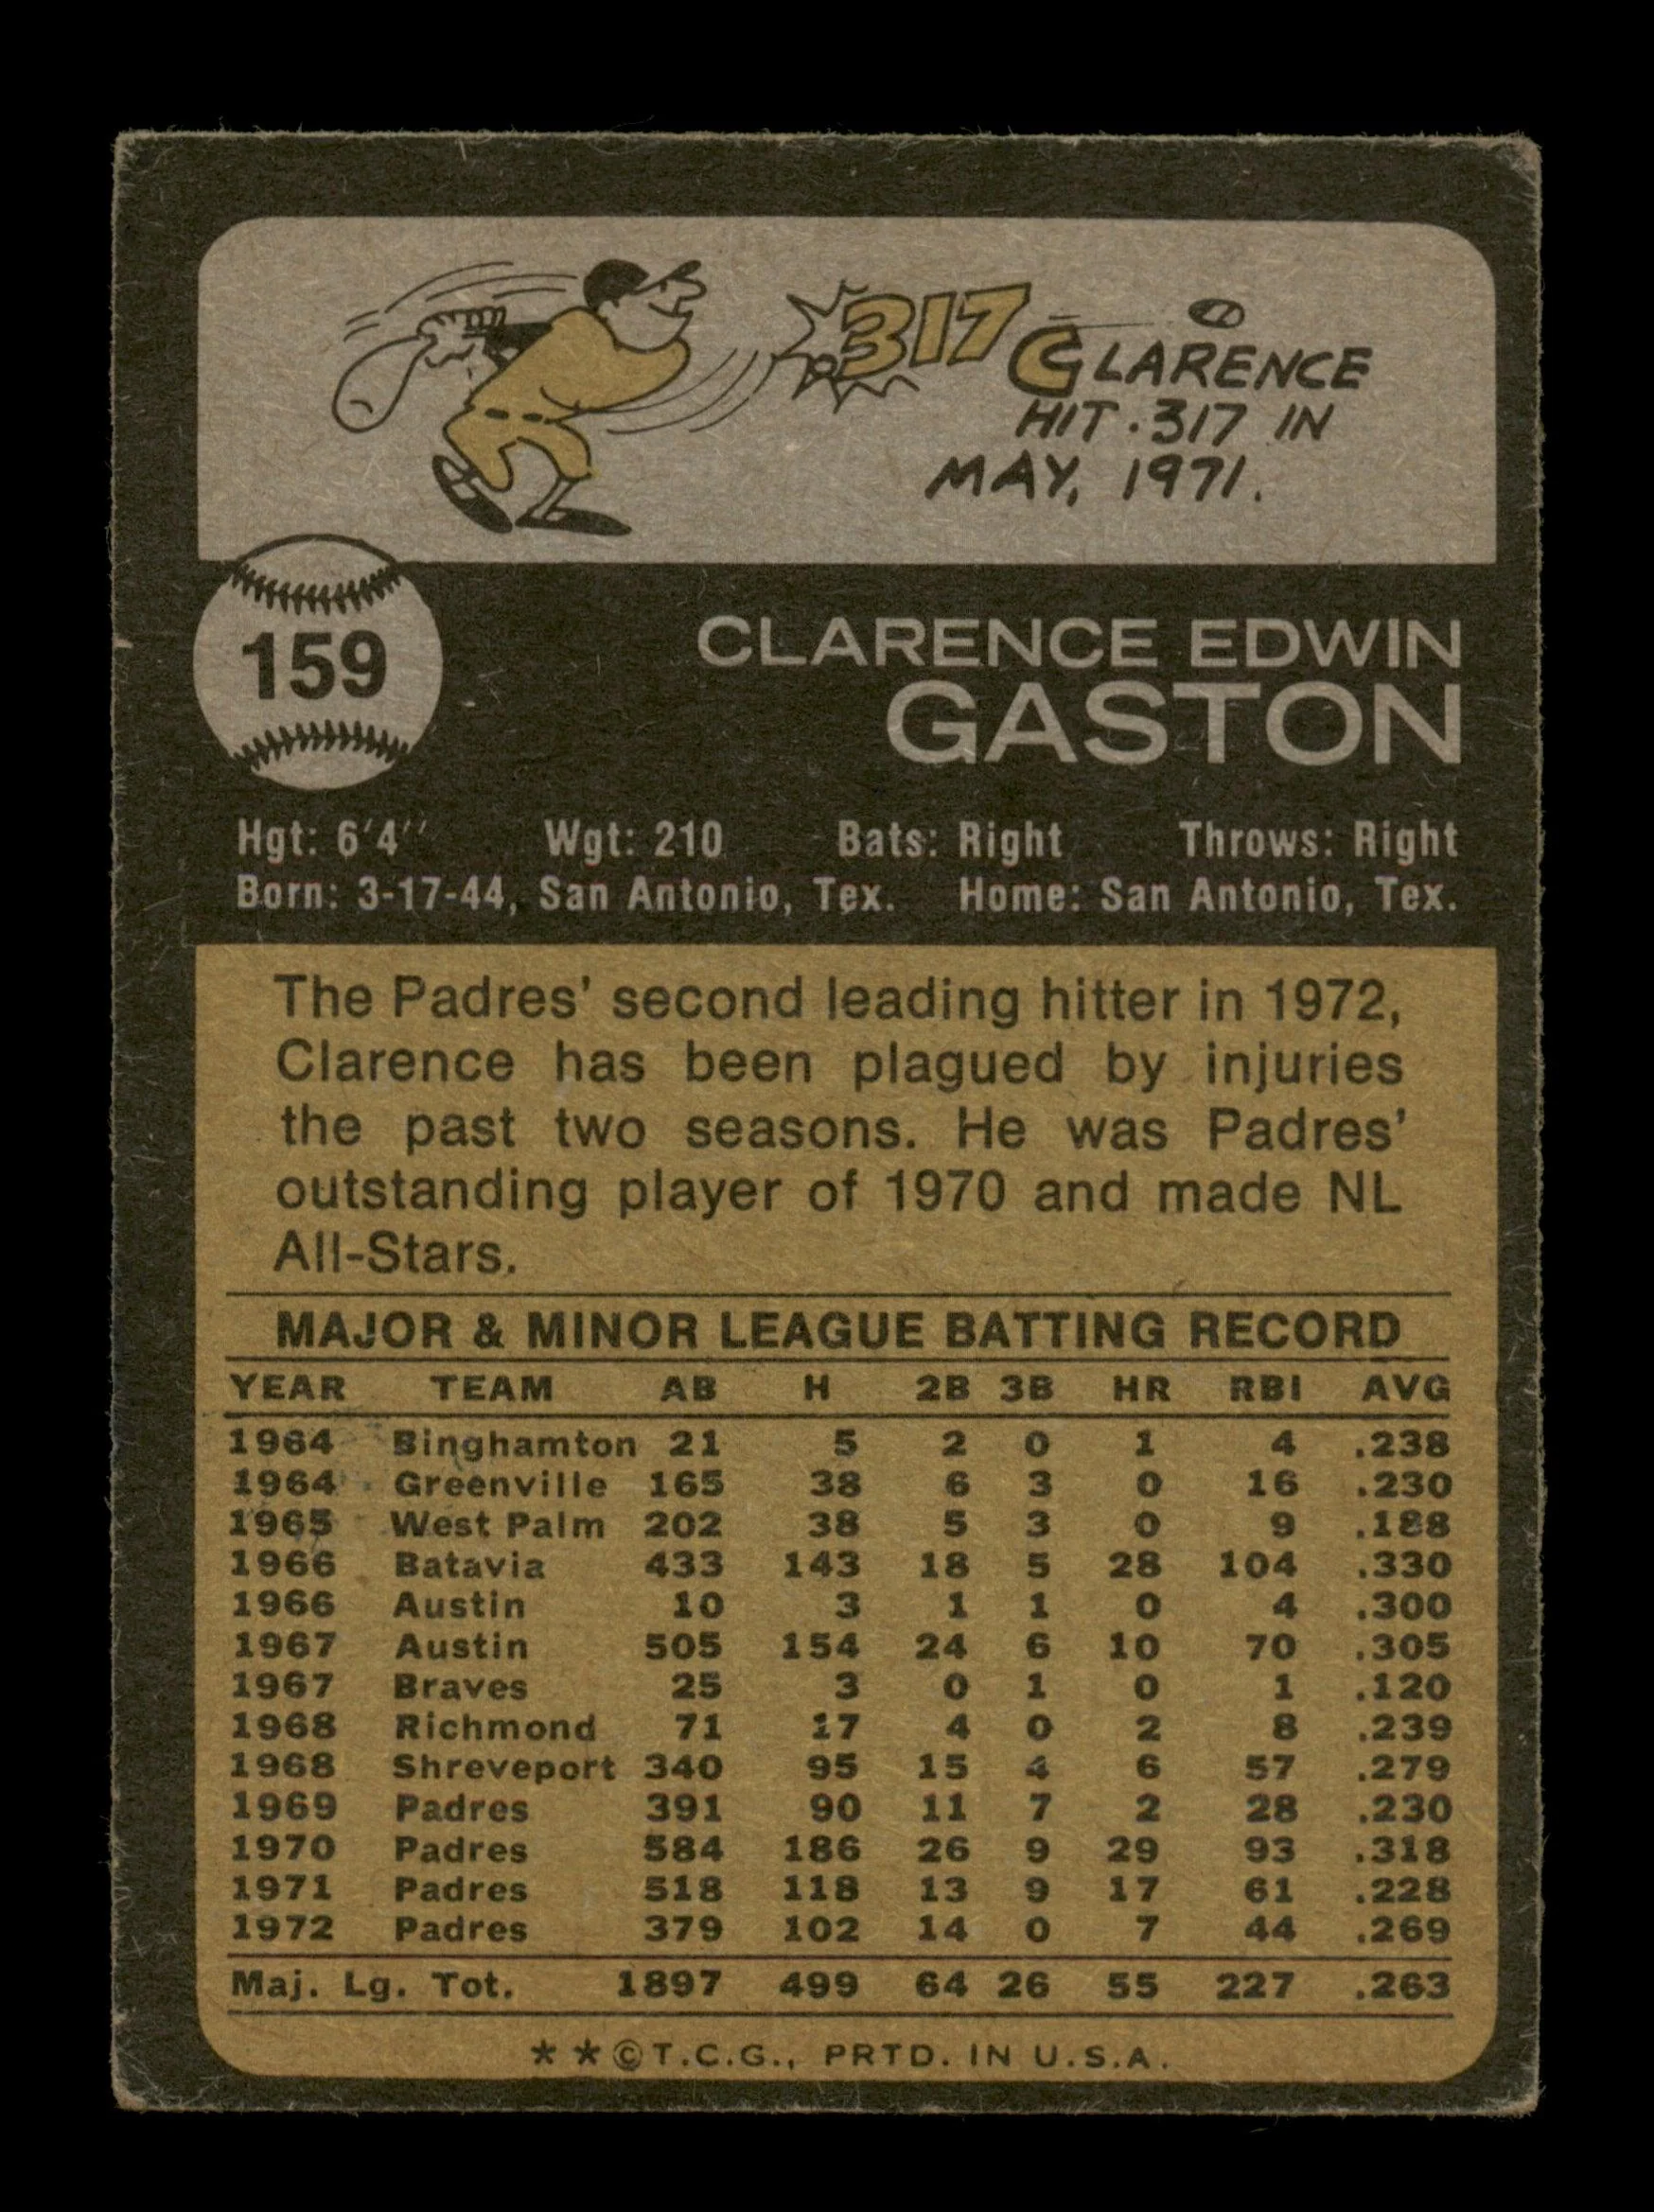 .317
CLARENCE
HIT .317 IN
MAY, 1971.
159
CLARENCE EDWIN
GASTON
Hgt: 6'4'' Wgt: 210 Bats: Right Throws: Right
Born: 3-17-44, San Antonio, Tex. Home: San Antonio, Tex.
The Padres' second leading hitter in 1972,
Clarence has been plagued by injuries
the past two seasons. He was Padres'
outstanding player of 1970 and made NL
All-Stars.
MAJOR & MINOR LEAGUE BATTING RECORD
YEAR TEAM AB H 2B 3B HR RBI AVG
1964 Binghamton 21 5 2 0 1 4 .238
1964 Greenville 165 38 6 3 0 16 .230
1965 West Palm 202 38 5 3 0 9 .188
1966 Batavia 433 143 18 5 28 104 .330
1966 Austin 10 3 1 1 0 4 .300
1967 Austin 505 154 24 6 10 70 .305
1967 Braves 25 3 0 1 0 1 .120
1968 Richmond 71 17 4 0 2 8 .239
1968 Shreveport 340 95 15 4 6 57 .279
1969 Padres 391 90 11 7 2 28 .230
1970 Padres 584 186 26 9 29 93 .318
1971 Padres 518 118 13 9 17 61 .228
1972 Padres 379 102 14 0 7 44 .269
Maj. Lg. Tot. 1897 499 64 26 55 227 .263
**©T.C.G., PRTD. IN U.S.A.